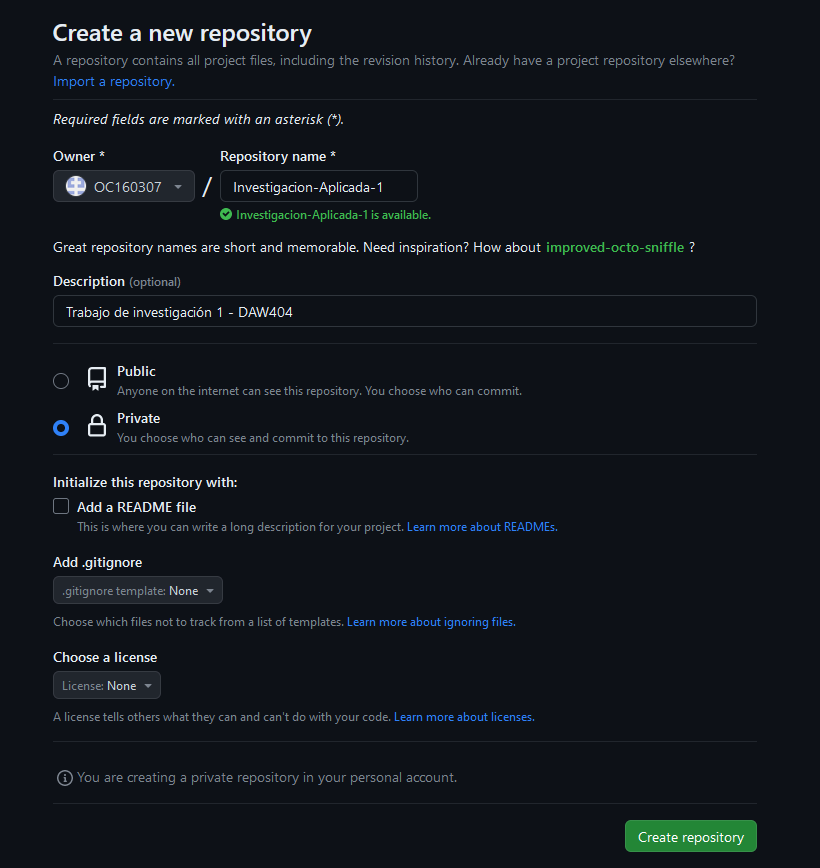 Create a new repository
A repository contains all project files, including the revision history. Already have a project repository elsewhere?
Import a repository.
Required fields are marked with an asterisk (*).
Owner * Repository name *
OC160307 / Investigacion-Aplicada-1
Investigacion-Aplicada-1 is available.
Great repository names are short and memorable. Need inspiration? How about improved-octo-sniffle ?
Description (optional)
Trabajo de investigación 1 - DAW404
Public
Anyone on the internet can see this repository. You choose who can commit.
Private
You choose who can see and commit to this repository.
Initialize this repository with:
Add a README file
This is where you can write a long description for your project. Learn more about READMEs.
Add .gitignore
.gitignore template: None
Choose which files not to track from a list of templates. Learn more about ignoring files.
Choose a license
License: None
A license tells others what they can and can't do with your code. Learn more about licenses.
You are creating a private repository in your personal account.
Create repository